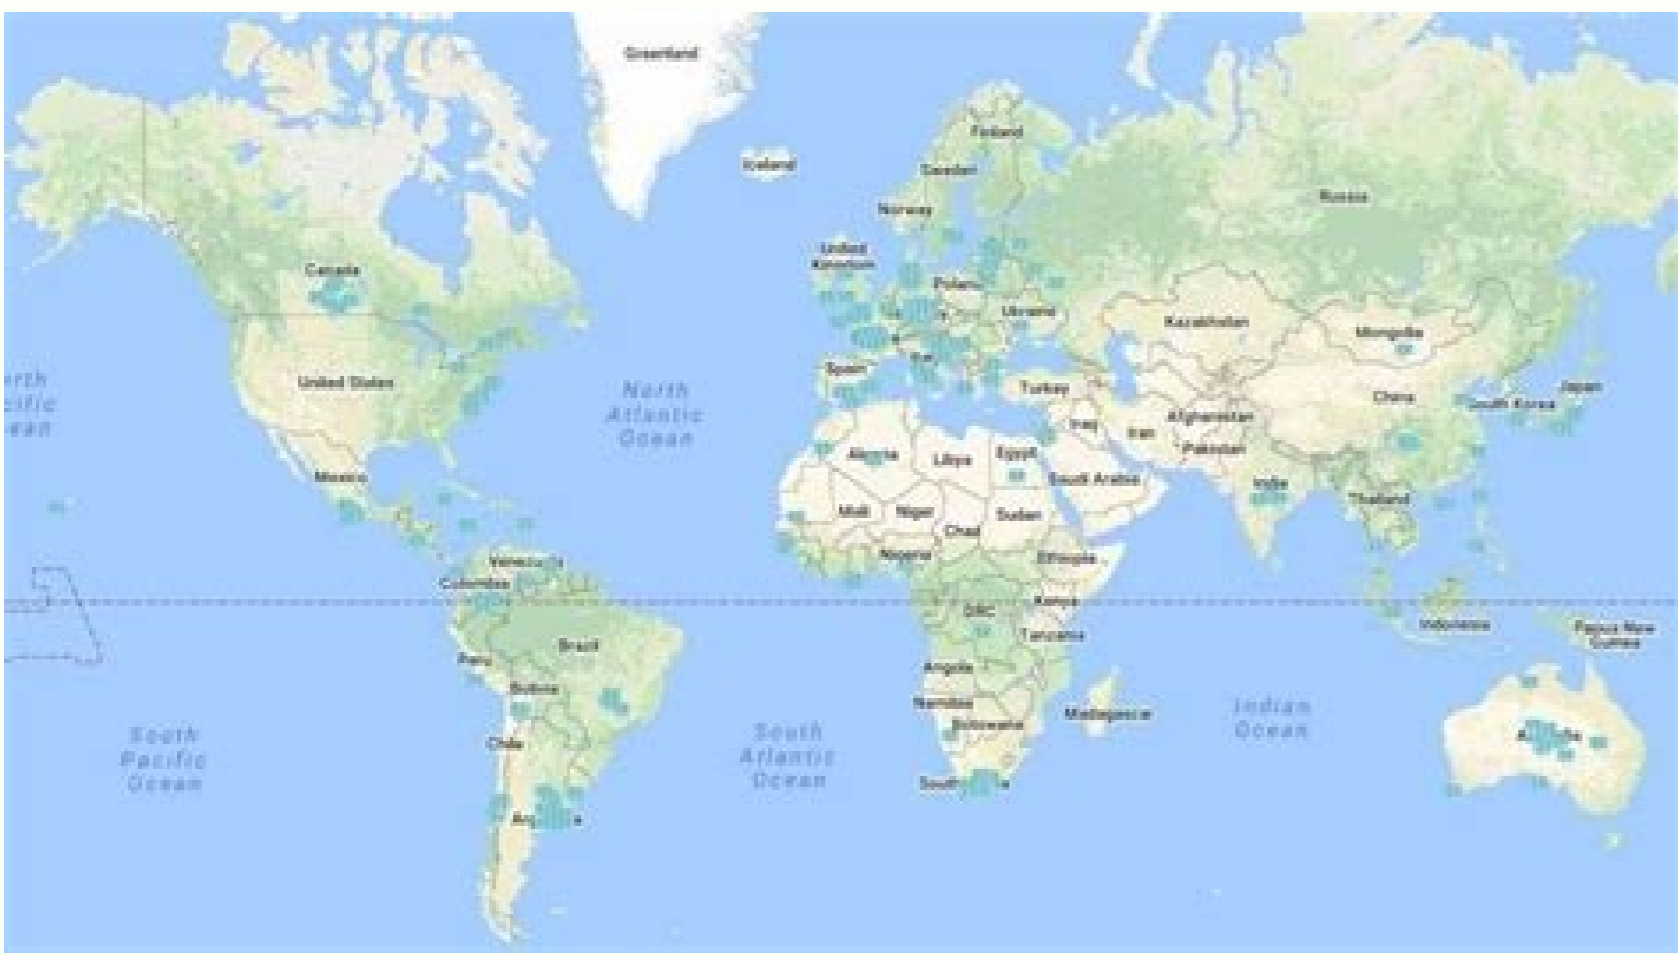 Greenland
Iceland
Finland
Sweden
Norway
Russia
United
Kingdom
Canada
Ukraine
Kazakhstan
Mongolia
United States
North
Atlantic
Ocean
Spain
Turkey
China
Japan
South Korea
Afghanistan
Iraq
Iran
Pakistan
Mexico
Libya
Egypt
Saudi Arabia
India
Thailand
Mali
Niger
Chad
Sudan
Nigeria
Ethiopia
Venezuela
Colombia
DRC
Kenya
Tanzania
Indonesia
Papua New
Guinea
Brazil
Peru
Angola
Bolivia
Namibia
Botswana
Madagascar
Indian
Ocean
South
Pacific
Ocean
South
Atlantic
Ocean
Chile
South